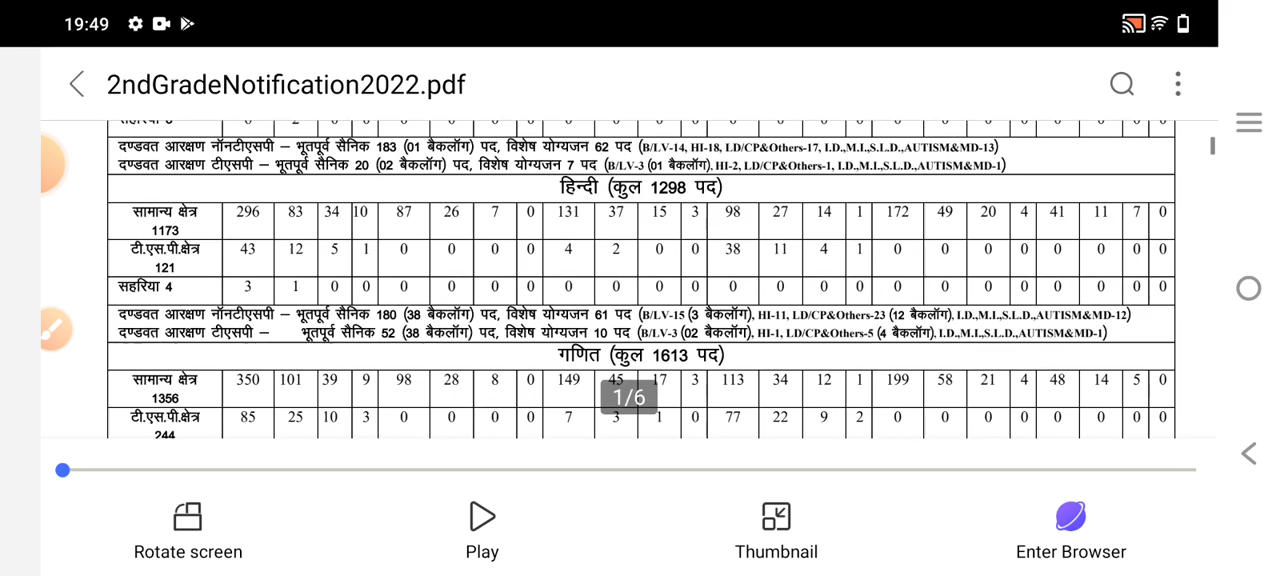 19:49
2ndGradeNotification2022.pdf
दण्डवत आरक्षण नॉनटीएसपी – भूतपूर्व सैनिक 183 (01 बैकलॉग) पद, विशेष योग्यजन 62 पद (B/LV-14, HI-18, LD/CP&Others-17, I.D.,M.I.,S.L.D.,AUTISM&MD-13)
दण्डवत आरक्षण टीएसपी – भूतपूर्व सैनिक 20 (02 बैकलॉग) पद, विशेष योग्यजन 7 पद (B/LV-3 (01 बैकलॉग), HI-2, LD/CP&Others-1, I.D.,M.I.,S.L.D.,AUTISM&MD-1)
हिन्दी (कुल 1298 पद)
सामान्य क्षेत्र 296 83 34 10 87 26 7 0 131 37 15 3 98 27 14 1 172 49 20 4 41 11 7 0
1173
टी.एस.पी.क्षेत्र 43 12 5 1 0 0 0 0 4 2 0 0 38 11 4 1 0 0 0 0 0 0 0 0
121
सहरिया 4 3 1 0 0 0 0 0 0 0 0 0 0 0 0 0 0 0 0 0 0 0 0 0 0
दण्डवत आरक्षण नॉनटीएसपी – भूतपूर्व सैनिक 180 (38 बैकलॉग) पद, विशेष योग्यजन 61 पद (B/LV-15 (3 बैकलॉग), HI-11, LD/CP&Others-23 (12 बैकलॉग), I.D.,M.I.,S.L.D.,AUTISM&MD-12)
दण्डवत आरक्षण टीएसपी – भूतपूर्व सैनिक 52 (38 बैकलॉग) पद, विशेष योग्यजन 10 पद (B/LV-3 (02 बैकलॉग), HI-1, LD/CP&Others-5 (4 बैकलॉग), I.D.,M.I.,S.L.D.,AUTISM&MD-1)
गणित (कुल 1613 पद)
सामान्य क्षेत्र 350 101 39 9 98 28 8 0 149 45 17 3 113 34 12 1 199 58 21 4 48 14 5 0
1356
1/6
टी.एस.पी.क्षेत्र 85 25 10 3 0 0 0 0 7 3 1 0 77 22 9 2 0 0 0 0 0 0 0 0
244
Rotate screen
Play
Thumbnail
Enter Browser